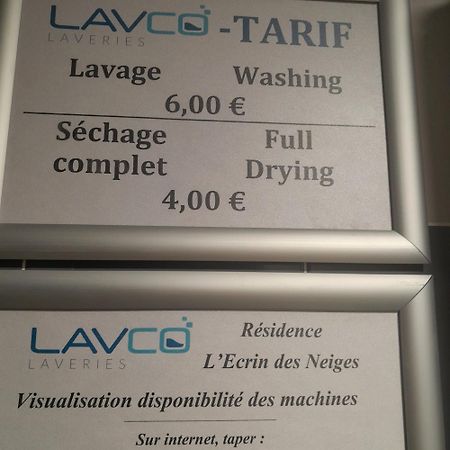 LAVCO -TARIF
LAVERIES
Lavage Washing
6,00 €
Séchage Full
complet Drying
4,00 €
LAVCO Résidence
LAVERIES L'Ecrin des Neiges
Visualisation disponibilité des machines
Sur internet, taper :